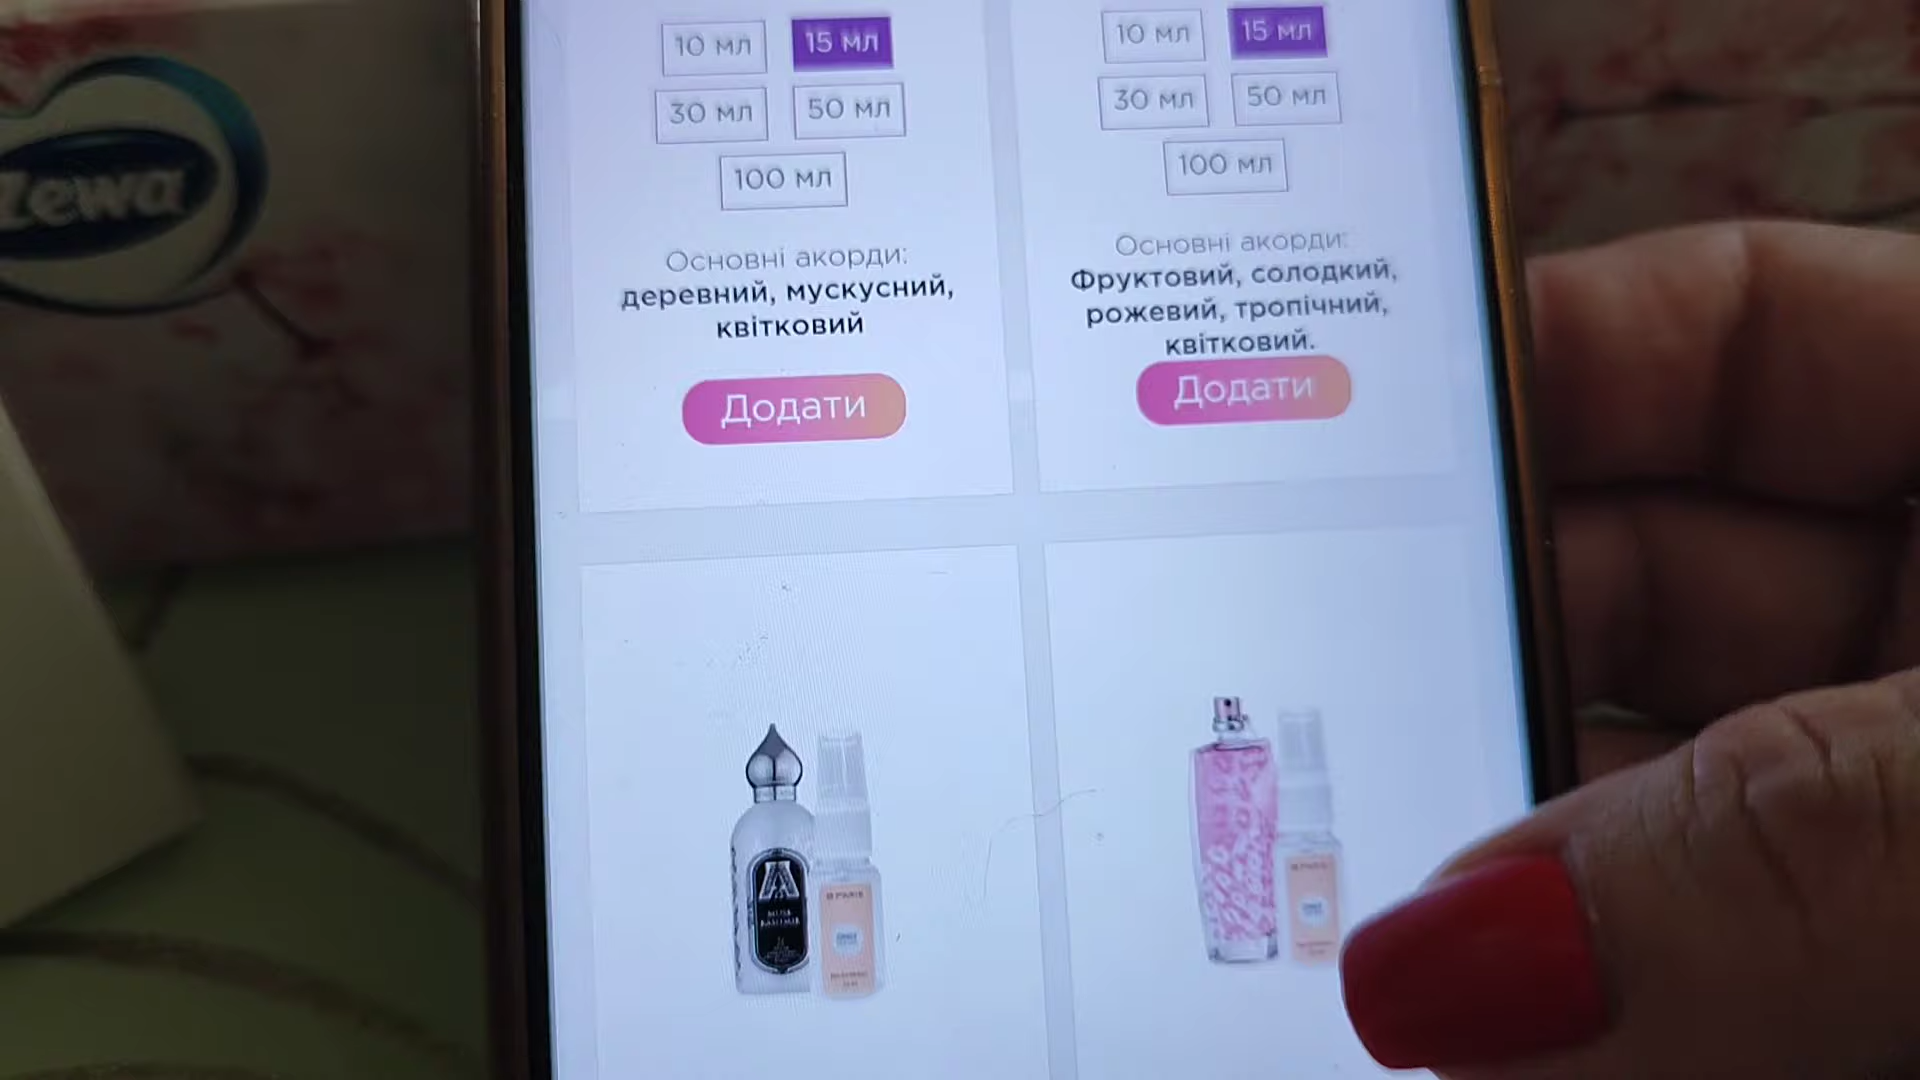 Zewa
10 мл
15 мл
30 мл
50 мл
100 мл
Основні акорди:
деревний, мускусний,
квітковий
Додати
10 мл
15 мл
30 мл
50 мл
100 мл
Основні акорди:
Фруктовий, солодкий,
рожевий, тропічний,
квітковий.
Додати
A